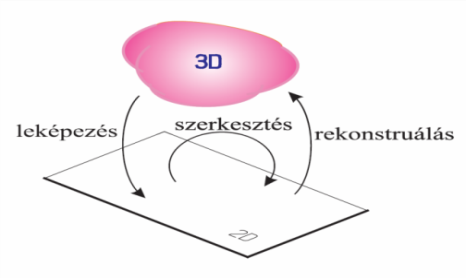 3D
szerkesztés
leképezés
rekonstruálás
2D